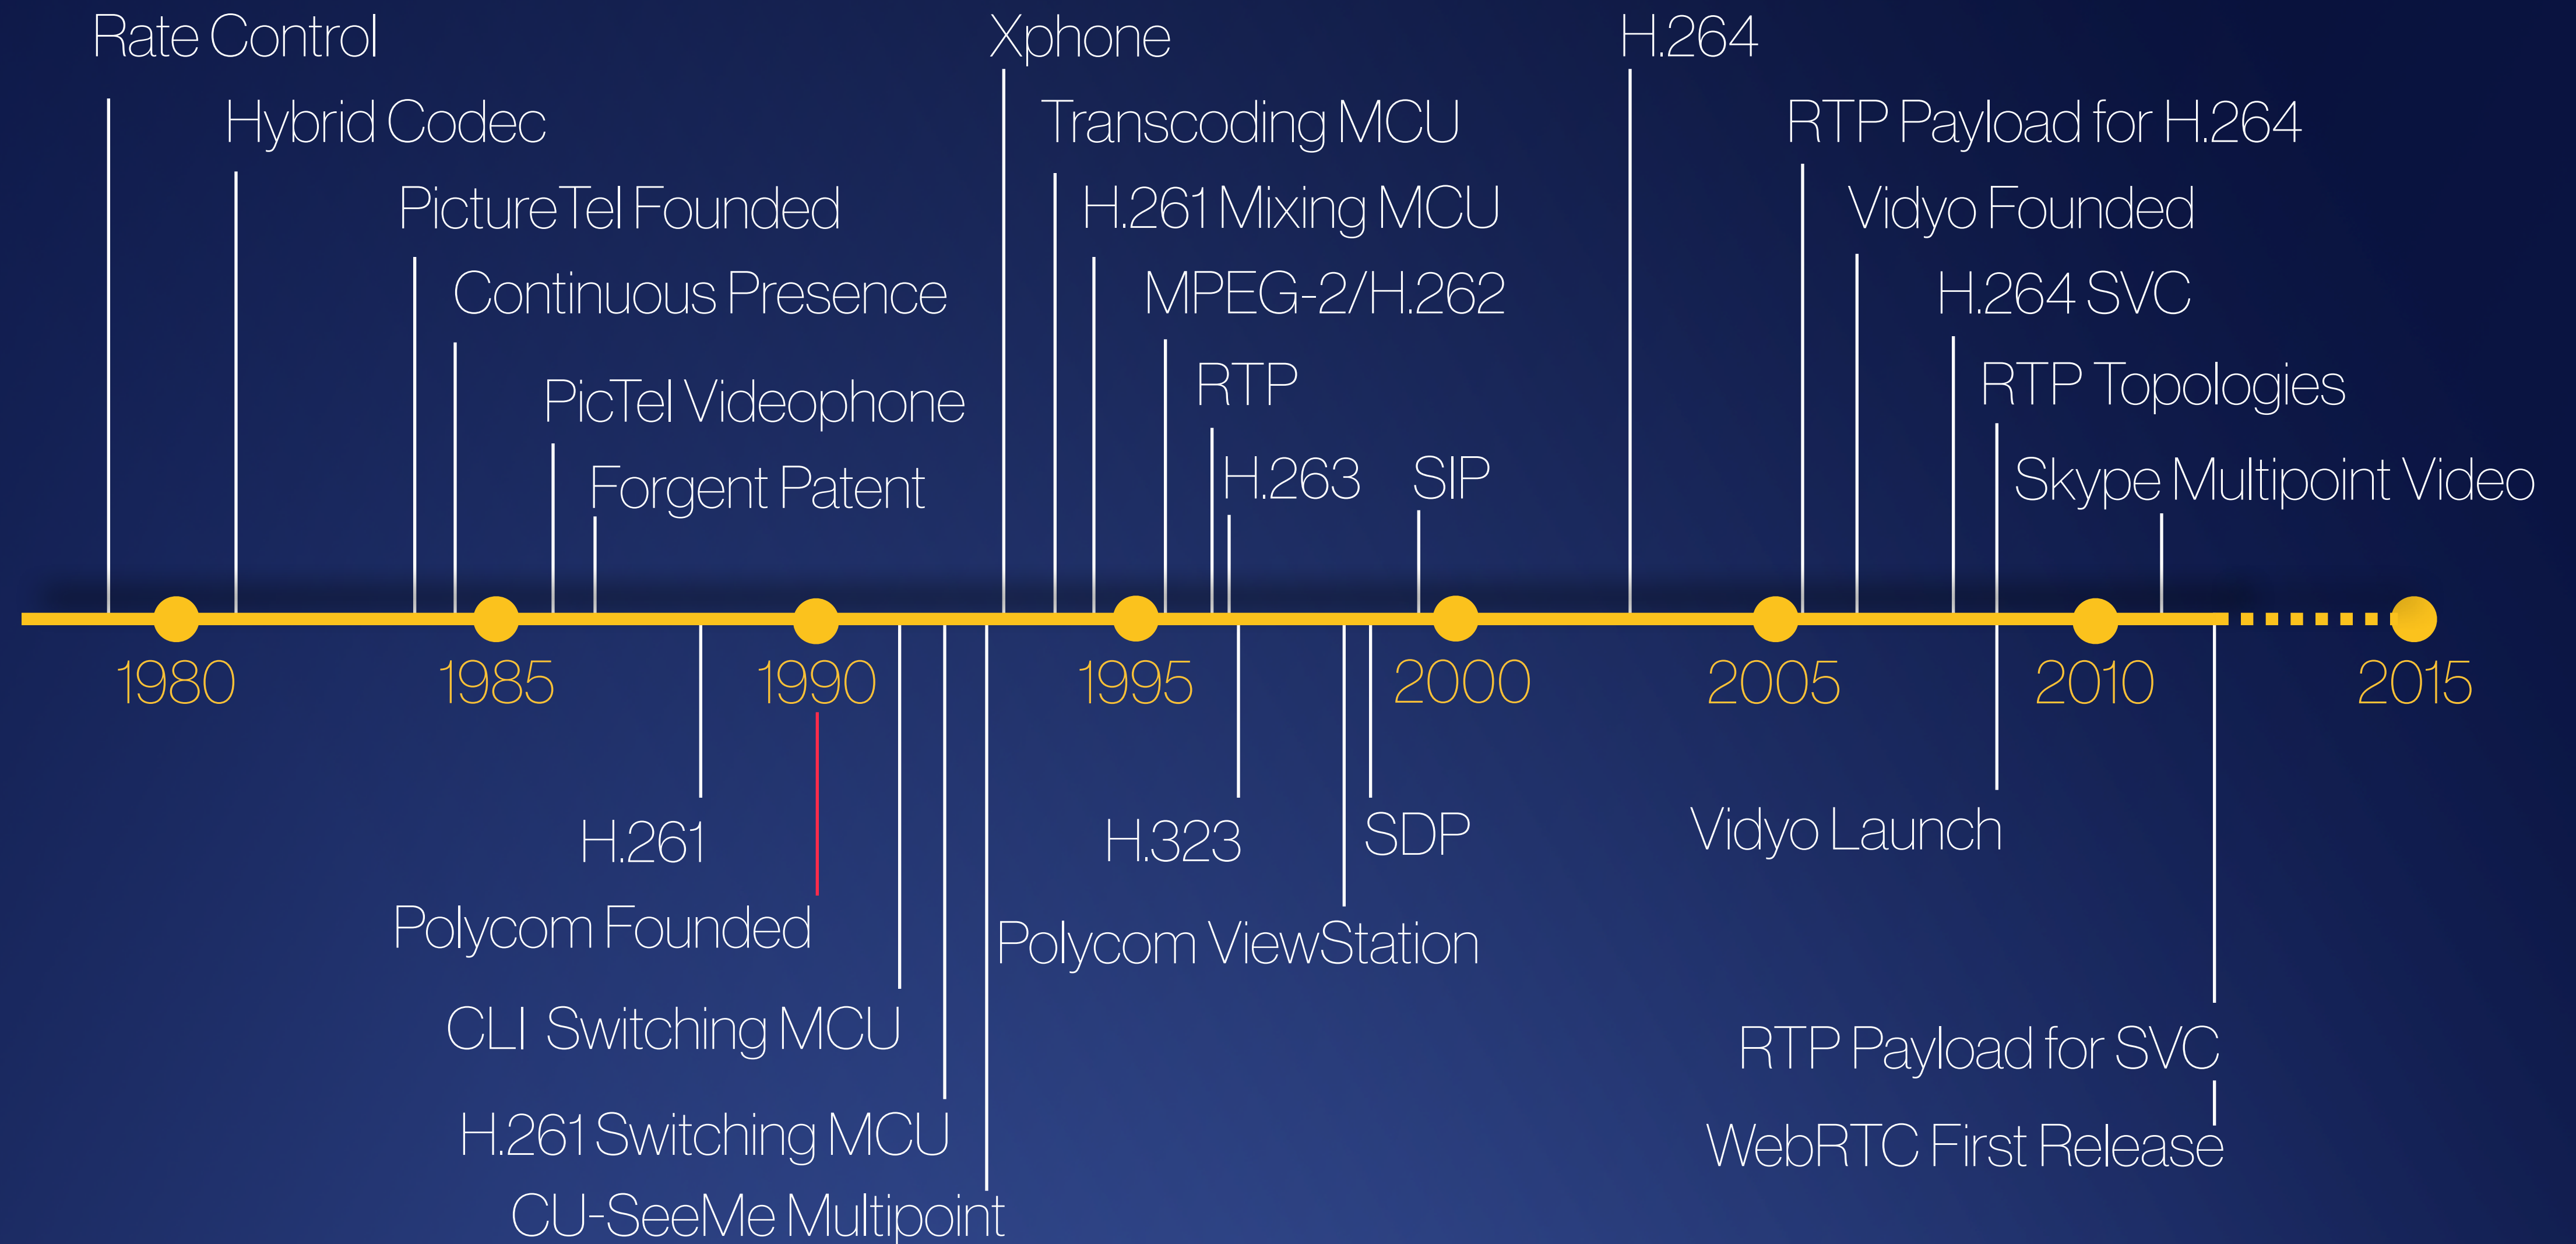 Rate Control
Xphone
H.264
Hybrid Codec
Transcoding MCU
RTP Payload for H.264
PictureTel Founded
H.261 Mixing MCU
Vidyo Founded
Continuous Presence
MPEG-2/H.262
H.264 SVC
RTP
RTP Topologies
PicTel Videophone
H.263
SIP
Skype Multipoint Video
Forgent Patent
1980
1985
1990
1995
2000
2005
2010
2015
H.261
H.323
SDP
Vidyo Launch
Polycom Founded
Polycom ViewStation
CLI Switching MCU
RTP Payload for SVC
H.261 Switching MCU
WebRTC First Release
CU-SeeMe Multipoint